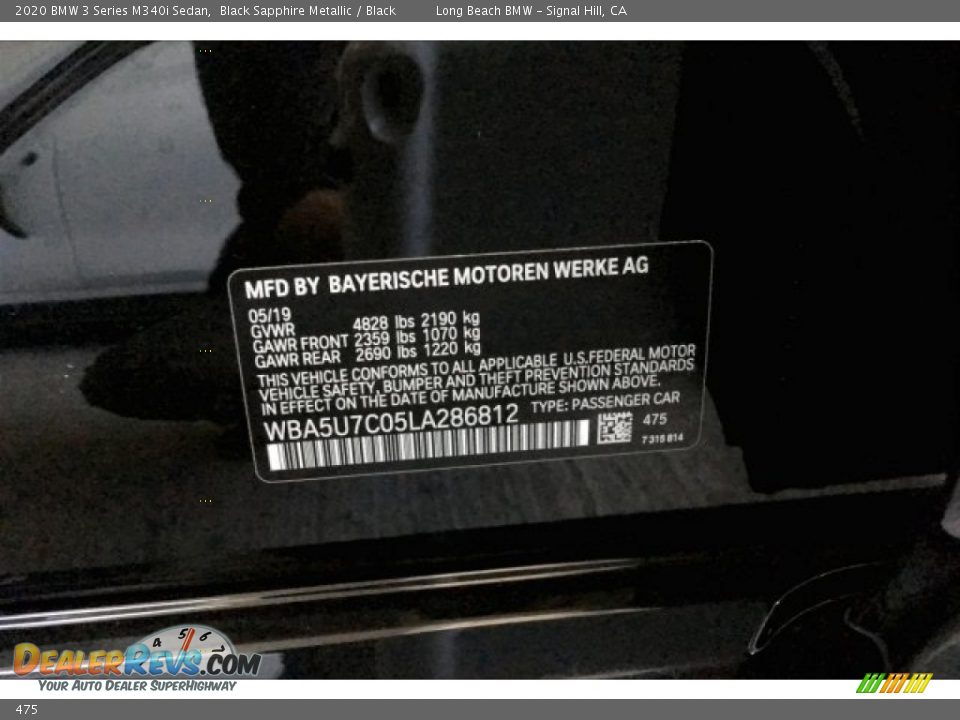 2020 BMW 3 Series M340i Sedan, Black Sapphire Metallic / Black Long Beach BMW - Signal Hill, CA
MFD BY BAYERISCHE MOTOREN WERKE AG
05/19
GVWR 4828 lbs 2190 kg
GAWR FRONT 2359 lbs 1070 kg
GAWR REAR 2690 lbs 1220 kg
THIS VEHICLE CONFORMS TO ALL APPLICABLE U.S.FEDERAL MOTOR
VEHICLE SAFETY, BUMPER AND THEFT PREVENTION STANDARDS
IN EFFECT ON THE DATE OF MANUFACTURE SHOWN ABOVE.
WBA5U7C05LA286812 TYPE: PASSENGER CAR
475
7 315 814
4 5 6 7
DEALERREVS.COM
YOUR AUTO DEALER SUPERHIGHWAY
475